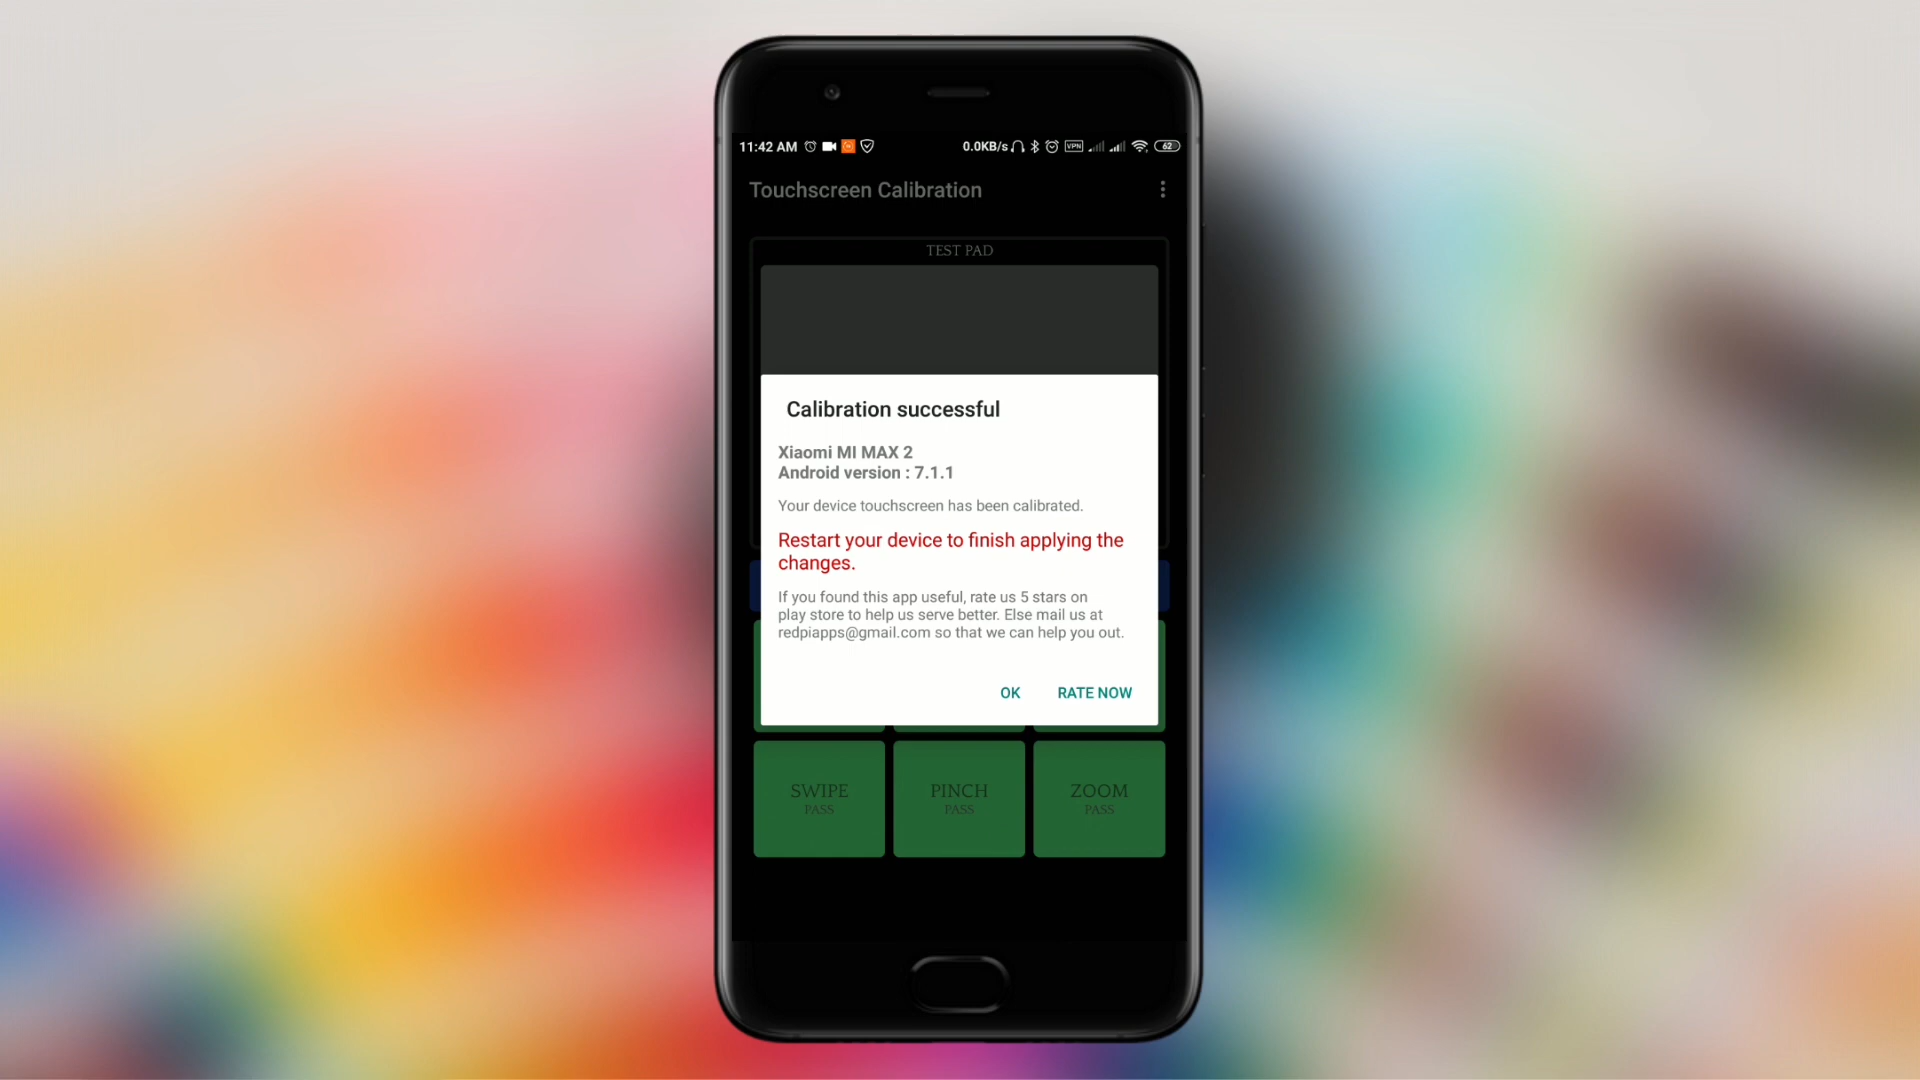 11:42 AM 0.0KB/s VPN 62
Touchscreen Calibration
TEST PAD
Calibration successful
Xiaomi MI MAX 2
Android version : 7.1.1
Your device touchscreen has been calibrated.
Restart your device to finish applying the
changes.
If you found this app useful, rate us 5 stars on
play store to help us serve better. Else mail us at
redpiapps@gmail.com so that we can help you out.
OK RATE NOW
SWIPE PINCH ZOOM
PASS PASS PASS